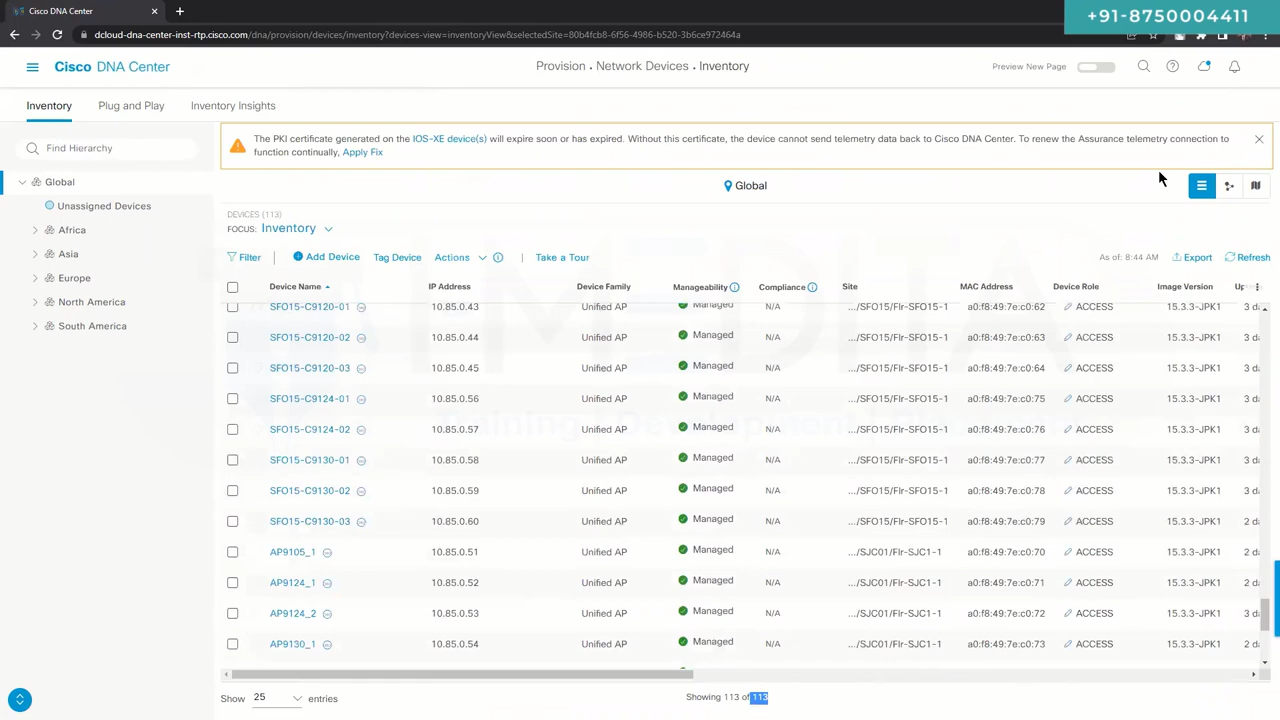 Cisco DNA Center
+91-8750004411
dcloud-dna-center-inst-rtp.cisco.com/dna/provision/devices/inventory?devices-view=inventoryView&selectedSite=80b4fcb8-6f56-4986-b520-3b6ce972464a
Cisco DNA Center
Provision • Network Devices • Inventory
Preview New Page
Inventory Plug and Play Inventory Insights
Find Hierarchy
Global
Unassigned Devices
Africa
Asia
Europe
North America
South America
The PKI certificate generated on the IOS-XE device(s) will expire soon or has expired. Without this certificate, the device cannot send telemetry data back to Cisco DNA Center. To renew the Assurance telemetry connection to
function continually, Apply Fix
Global
DEVICES (113)
FOCUS: Inventory
Filter | Add Device Tag Device Actions | Take a Tour As of: 8:44 AM Export Refresh
Device Name IP Address Device Family Manageability Compliance Site MAC Address Device Role Image Version Up
SFO15-C9120-01 10.85.0.43 Unified AP Managed N/A .../SFO15/Flr-SFO15-1 a0:f8:49:7e:c0:62 ACCESS 15.3.3-JPK1 3 da
SFO15-C9120-02 10.85.0.44 Unified AP Managed N/A .../SFO15/Flr-SFO15-1 a0:f8:49:7e:c0:63 ACCESS 15.3.3-JPK1 3 da
SFO15-C9120-03 10.85.0.45 Unified AP Managed N/A .../SFO15/Flr-SFO15-1 a0:f8:49:7e:c0:64 ACCESS 15.3.3-JPK1 3 da
SFO15-C9124-01 10.85.0.56 Unified AP Managed N/A .../SFO15/Flr-SFO15-1 a0:f8:49:7e:c0:75 ACCESS 15.3.3-JPK1 3 da
SFO15-C9124-02 10.85.0.57 Unified AP Managed N/A .../SFO15/Flr-SFO15-1 a0:f8:49:7e:c0:76 ACCESS 15.3.3-JPK1 3 da
SFO15-C9130-01 10.85.0.58 Unified AP Managed N/A .../SFO15/Flr-SFO15-1 a0:f8:49:7e:c0:77 ACCESS 15.3.3-JPK1 3 da
SFO15-C9130-02 10.85.0.59 Unified AP Managed N/A .../SFO15/Flr-SFO15-1 a0:f8:49:7e:c0:78 ACCESS 15.3.3-JPK1 3 da
SFO15-C9130-03 10.85.0.60 Unified AP Managed N/A .../SFO15/Flr-SFO15-1 a0:f8:49:7e:c0:79 ACCESS 15.3.3-JPK1 2 da
AP9105_1 10.85.0.51 Unified AP Managed N/A .../SJC01/Flr-SJC1-1 a0:f8:49:7e:c0:70 ACCESS 15.3.3-JPK1 2 da
AP9124_1 10.85.0.52 Unified AP Managed N/A .../SJC01/Flr-SJC1-1 a0:f8:49:7e:c0:71 ACCESS 15.3.3-JPK1 2 da
AP9124_2 10.85.0.53 Unified AP Managed N/A .../SJC01/Flr-SJC1-1 a0:f8:49:7e:c0:72 ACCESS 15.3.3-JPK1 3 da
AP9130_1 10.85.0.54 Unified AP Managed N/A .../SJC01/Flr-SJC1-1 a0:f8:49:7e:c0:73 ACCESS 15.3.3-JPK1 2 da
Show 25 entries
Showing 113 of 113